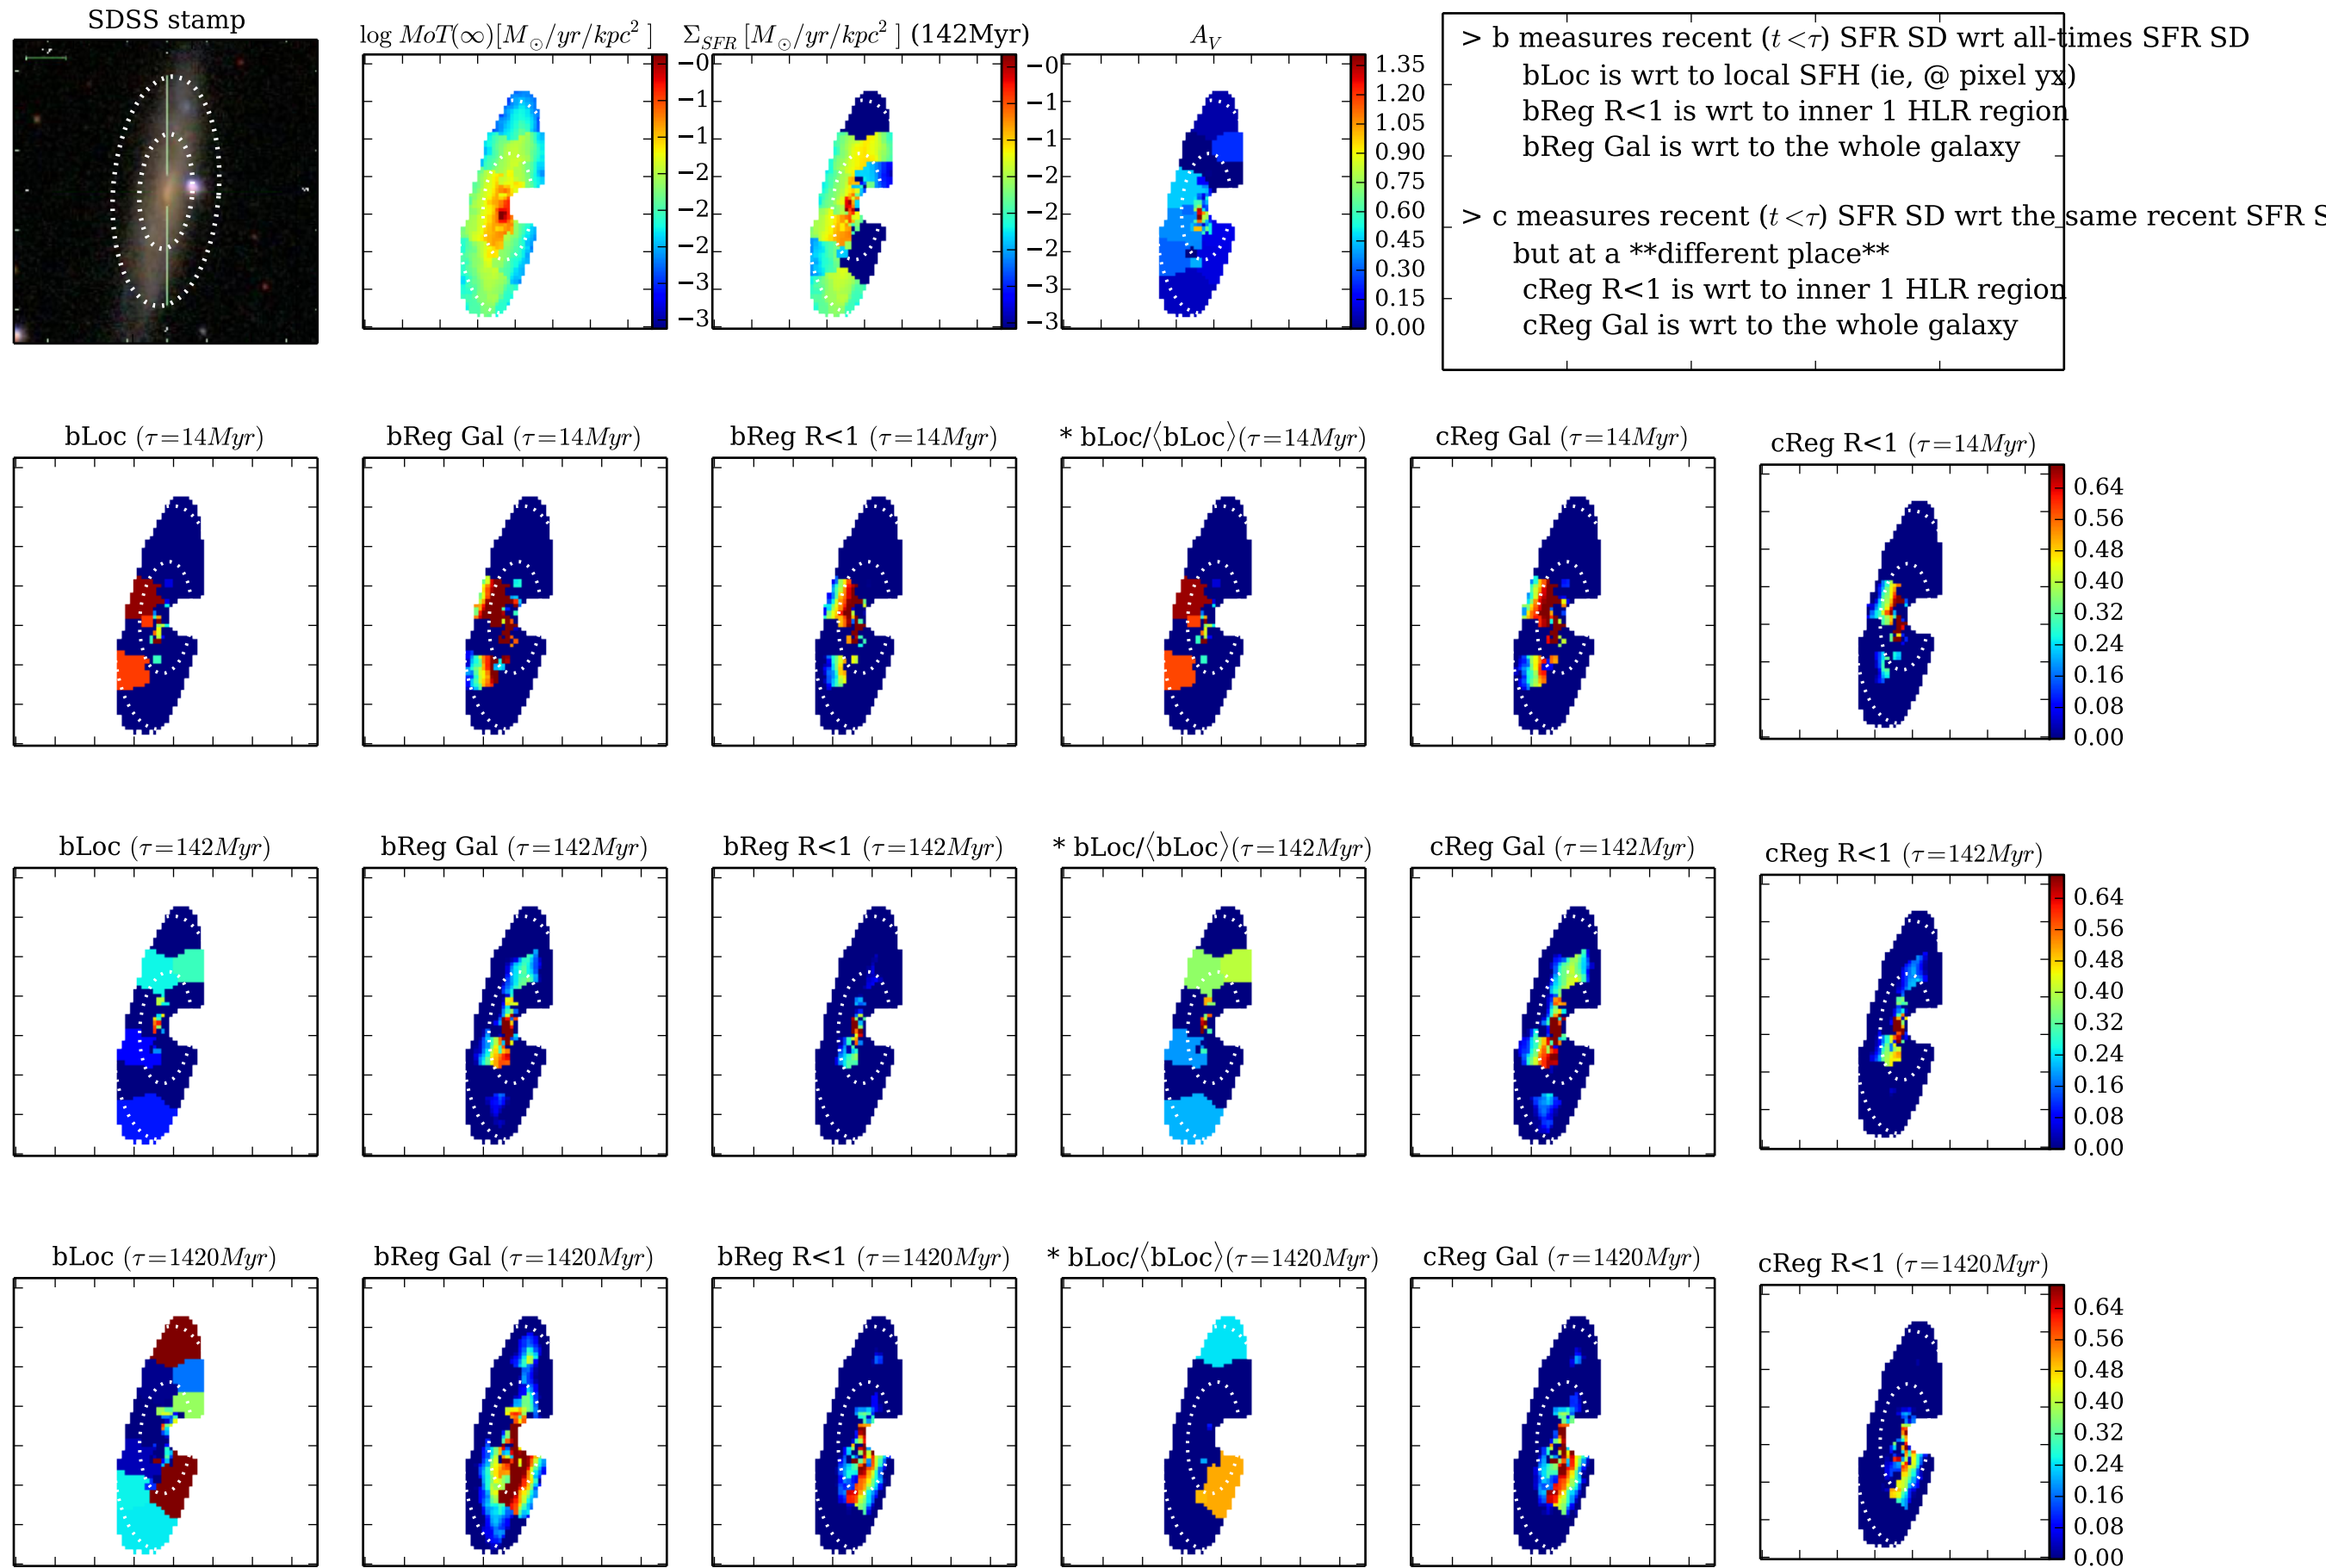 SDSS stamp
log MoT(∞)[M⊙/yr/kpc² ]
Σ_SFR [M⊙/yr/kpc² ] (142Myr)
A_V
−0
−1
−1
−2
−2
−2
−3
−3
−0
−1
−1
−2
−2
−2
−3
−3
1.35
1.20
1.05
0.90
0.75
0.60
0.45
0.30
0.15
0.00
> b measures recent (t<τ) SFR SD wrt all-times SFR SD
bLoc is wrt to local SFH (ie, @ pixel yx)
bReg R<1 is wrt to inner 1 HLR region
bReg Gal is wrt to the whole galaxy
> c measures recent (t<τ) SFR SD wrt the same recent SFR S
but at a **different place**
cReg R<1 is wrt to inner 1 HLR region
cReg Gal is wrt to the whole galaxy
bLoc (τ=14Myr)
bReg Gal (τ=14Myr)
bReg R<1 (τ=14Myr)
* bLoc/⟨bLoc⟩(τ=14Myr)
cReg Gal (τ=14Myr)
cReg R<1 (τ=14Myr)
0.64
0.56
0.48
0.40
0.32
0.24
0.16
0.08
0.00
bLoc (τ=142Myr)
bReg Gal (τ=142Myr)
bReg R<1 (τ=142Myr)
* bLoc/⟨bLoc⟩(τ=142Myr)
cReg Gal (τ=142Myr)
cReg R<1 (τ=142Myr)
0.64
0.56
0.48
0.40
0.32
0.24
0.16
0.08
0.00
bLoc (τ=1420Myr)
bReg Gal (τ=1420Myr)
bReg R<1 (τ=1420Myr)
* bLoc/⟨bLoc⟩(τ=1420Myr)
cReg Gal (τ=1420Myr)
cReg R<1 (τ=1420Myr)
0.64
0.56
0.48
0.40
0.32
0.24
0.16
0.08
0.00